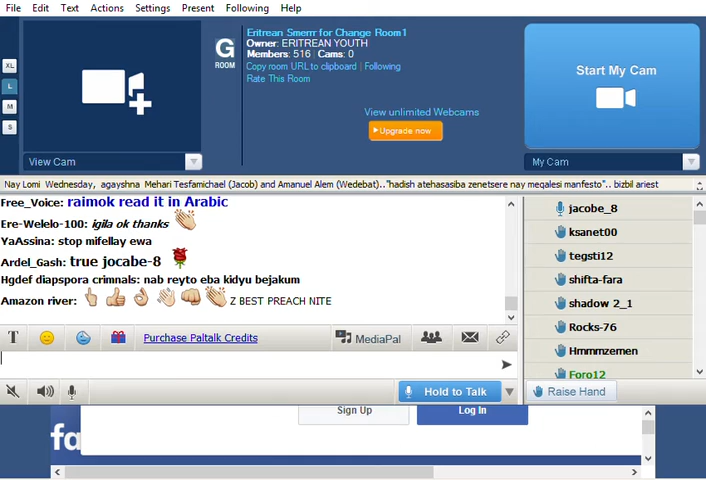 File Edit Text Actions Settings Present Following Help
XL
L
M
S
G
ROOM
Eritrean Smerrr for Change Room1
Owner: ERITREAN YOUTH
Members: 516 | Cams: 0
Copy room URL to clipboard | Following
Rate This Room
View unlimited Webcams
Upgrade now
Start My Cam
View Cam
My Cam
Nay Lomi Wednesday, agayshna Mehari Tesfamichael (Jacob) and Amanuel Alem (Wedebat).."hadish atehasasiba zenetsere nay meqalesi manfesto".. bizbil ariest
Free_Voice: raimok read it in Arabic
Ere-Welelo-100: igila ok thanks
YaAssina: stop mifellay ewa
Ardel_Gash: true jocabe-8
Hgdef diapspora crimnals: nab reyto eba kidyu bejakum
Amazon river: Z BEST PREACH NITE
jacobe_8
ksanet00
tegsti12
shifta-fara
shadow 2_1
Rocks-76
Hmmmzemen
Foro12
T
Purchase Paltalk Credits
MediaPal
Hold to Talk
Raise Hand
fa
Sign Up
Log In